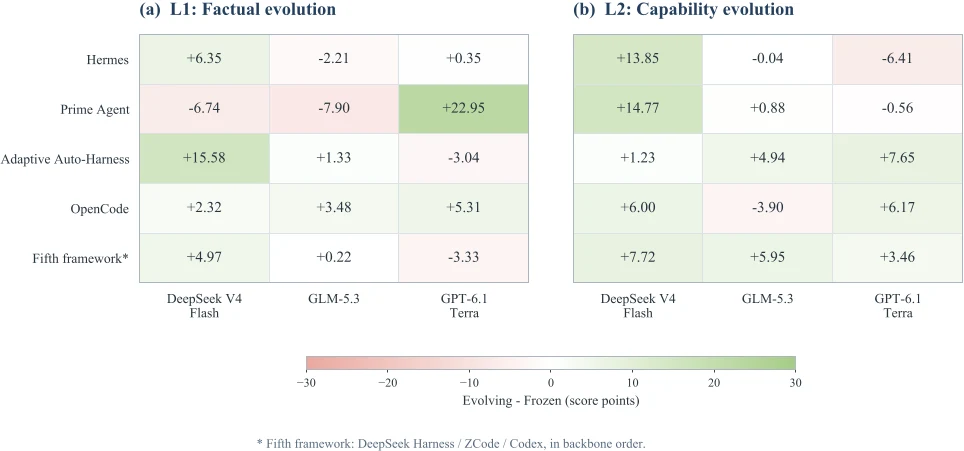 (a) L1: Factual evolution
(b) L2: Capability evolution
Hermes +6.35 -2.21 +0.35 +13.85 -0.04 -6.41
Prime Agent -6.74 -7.90 +22.95 +14.77 +0.88 -0.56
Adaptive Auto-Harness +15.58 +1.33 -3.04 +1.23 +4.94 +7.65
OpenCode +2.32 +3.48 +5.31 +6.00 -3.90 +6.17
Fifth framework* +4.97 +0.22 -3.33 +7.72 +5.95 +3.46
DeepSeek V4 GLM-5.3 GPT-6.1 DeepSeek V4 GLM-5.3 GPT-6.1
Flash Terra Flash Terra
−30 −20 −10 0 10 20 30
Evolving - Frozen (score points)
* Fifth framework: DeepSeek Harness / ZCode / Codex, in backbone order.